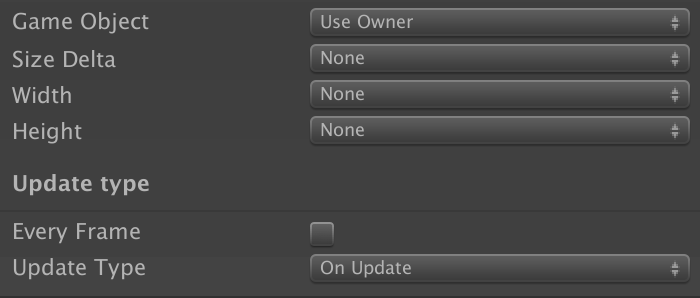 Game Object Use Owner
Size Delta None
Width None
Height None
Update type
Every Frame
Update Type On Update